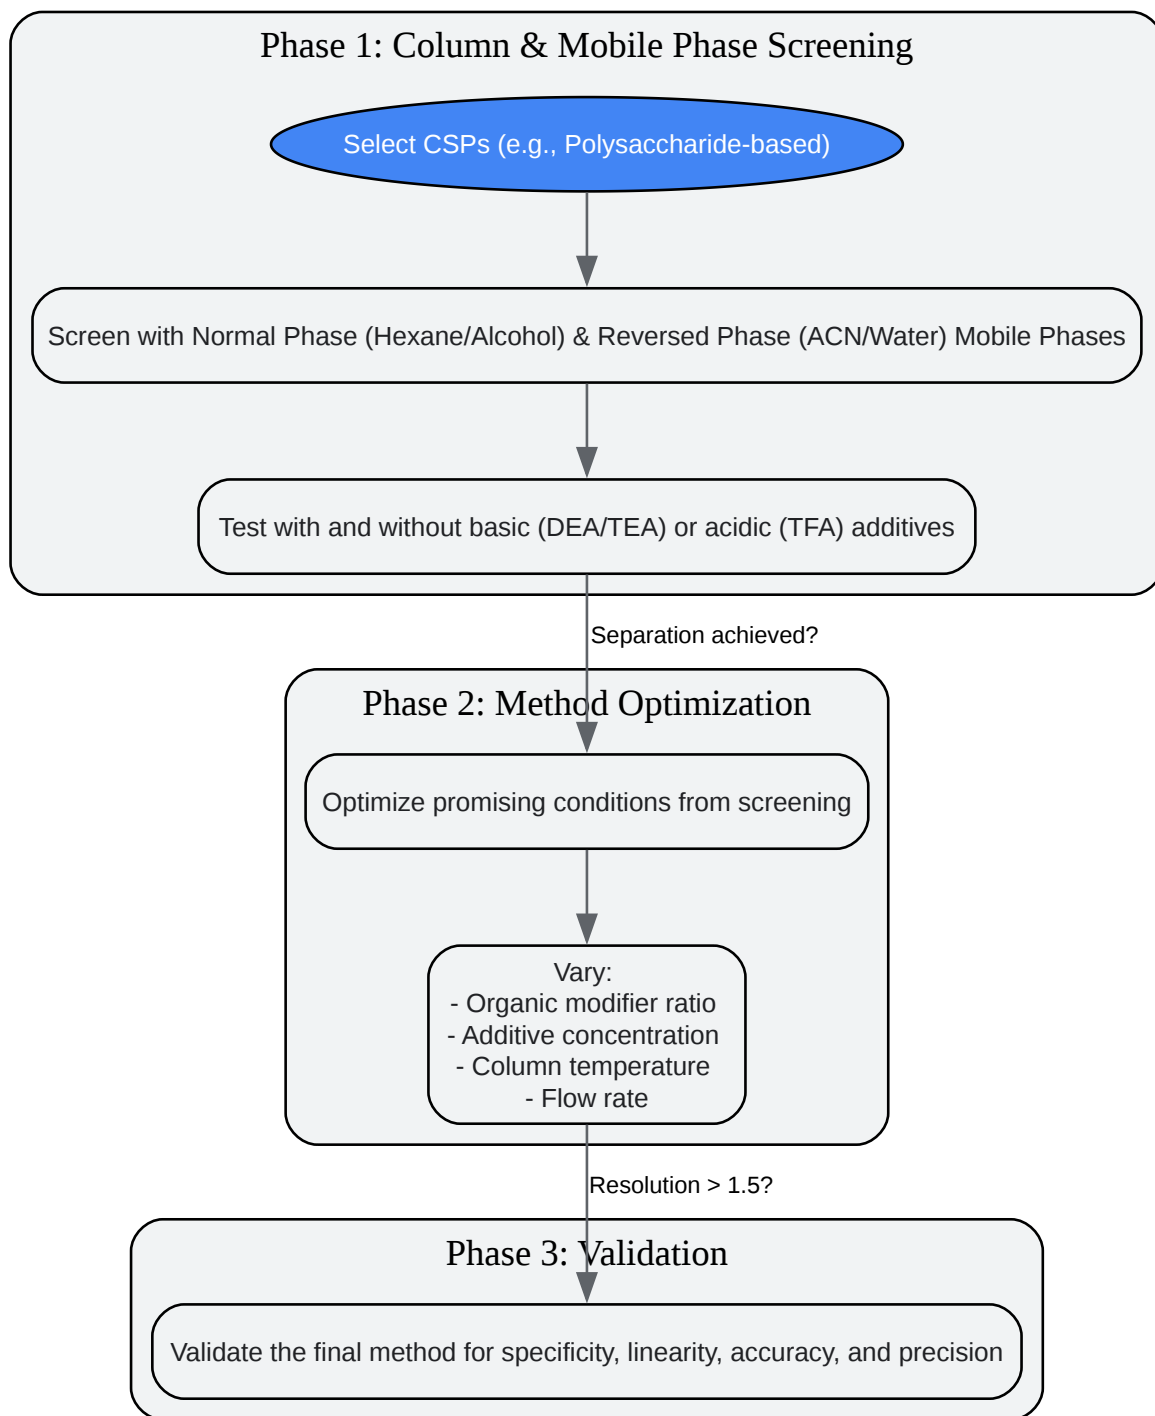 Phase 1: Column & Mobile Phase Screening
Select CSPs (e.g., Polysaccharide-based)
Screen with Normal Phase (Hexane/Alcohol) & Reversed Phase (ACN/Water) Mobile Phases
Test with and without basic (DEA/TEA) or acidic (TFA) additives
Separation achieved?
Phase 2: Method Optimization
Optimize promising conditions from screening
Vary:
- Organic modifier ratio
- Additive concentration
- Column temperature
- Flow rate
Resolution > 1.5?
Phase 3: Validation
Validate the final method for specificity, linearity, accuracy, and precision